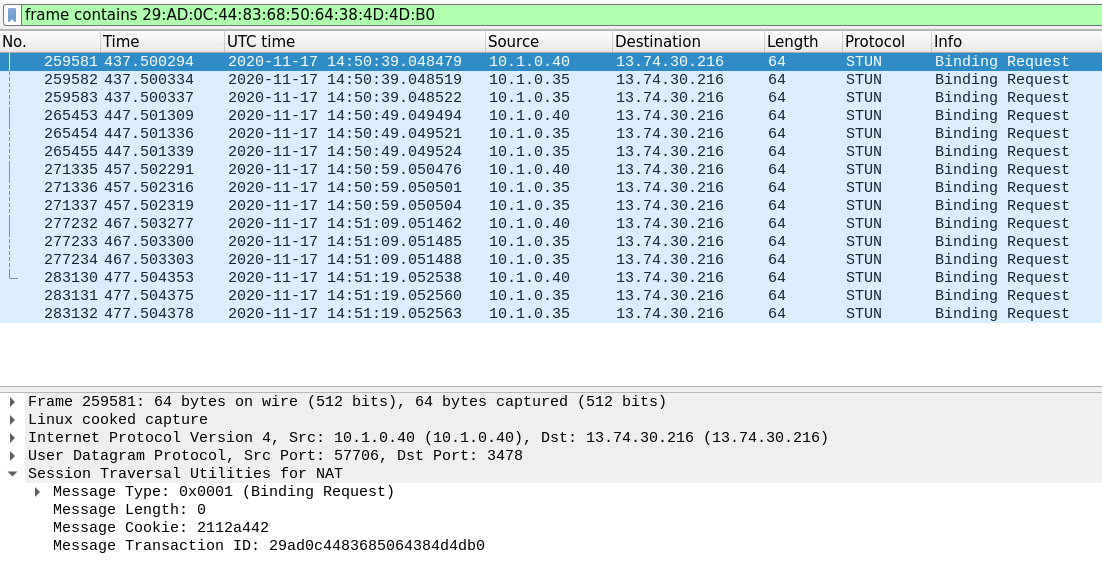 frame contains 29:AD:0C:44:83:68:50:64:38:4D:4D:B0
No. Time UTC time Source Destination Length Protocol Info
259581 437.500294 2020-11-17 14:50:39.048479 10.1.0.40 13.74.30.216 64 STUN Binding Request
259582 437.500334 2020-11-17 14:50:39.048519 10.1.0.35 13.74.30.216 64 STUN Binding Request
259583 437.500337 2020-11-17 14:50:39.048522 10.1.0.35 13.74.30.216 64 STUN Binding Request
265453 447.501309 2020-11-17 14:50:49.049494 10.1.0.40 13.74.30.216 64 STUN Binding Request
265454 447.501336 2020-11-17 14:50:49.049521 10.1.0.35 13.74.30.216 64 STUN Binding Request
265455 447.501339 2020-11-17 14:50:49.049524 10.1.0.35 13.74.30.216 64 STUN Binding Request
271335 457.502291 2020-11-17 14:50:59.050476 10.1.0.40 13.74.30.216 64 STUN Binding Request
271336 457.502316 2020-11-17 14:50:59.050501 10.1.0.35 13.74.30.216 64 STUN Binding Request
271337 457.502319 2020-11-17 14:50:59.050504 10.1.0.35 13.74.30.216 64 STUN Binding Request
277232 467.503277 2020-11-17 14:51:09.051462 10.1.0.40 13.74.30.216 64 STUN Binding Request
277233 467.503300 2020-11-17 14:51:09.051485 10.1.0.35 13.74.30.216 64 STUN Binding Request
277234 467.503303 2020-11-17 14:51:09.051488 10.1.0.35 13.74.30.216 64 STUN Binding Request
283130 477.504353 2020-11-17 14:51:19.052538 10.1.0.40 13.74.30.216 64 STUN Binding Request
283131 477.504375 2020-11-17 14:51:19.052560 10.1.0.35 13.74.30.216 64 STUN Binding Request
283132 477.504378 2020-11-17 14:51:19.052563 10.1.0.35 13.74.30.216 64 STUN Binding Request
Frame 259581: 64 bytes on wire (512 bits), 64 bytes captured (512 bits)
Linux cooked capture
Internet Protocol Version 4, Src: 10.1.0.40 (10.1.0.40), Dst: 13.74.30.216 (13.74.30.216)
User Datagram Protocol, Src Port: 57706, Dst Port: 3478
Session Traversal Utilities for NAT
Message Type: 0x0001 (Binding Request)
Message Length: 0
Message Cookie: 2112a442
Message Transaction ID: 29ad0c4483685064384d4db0